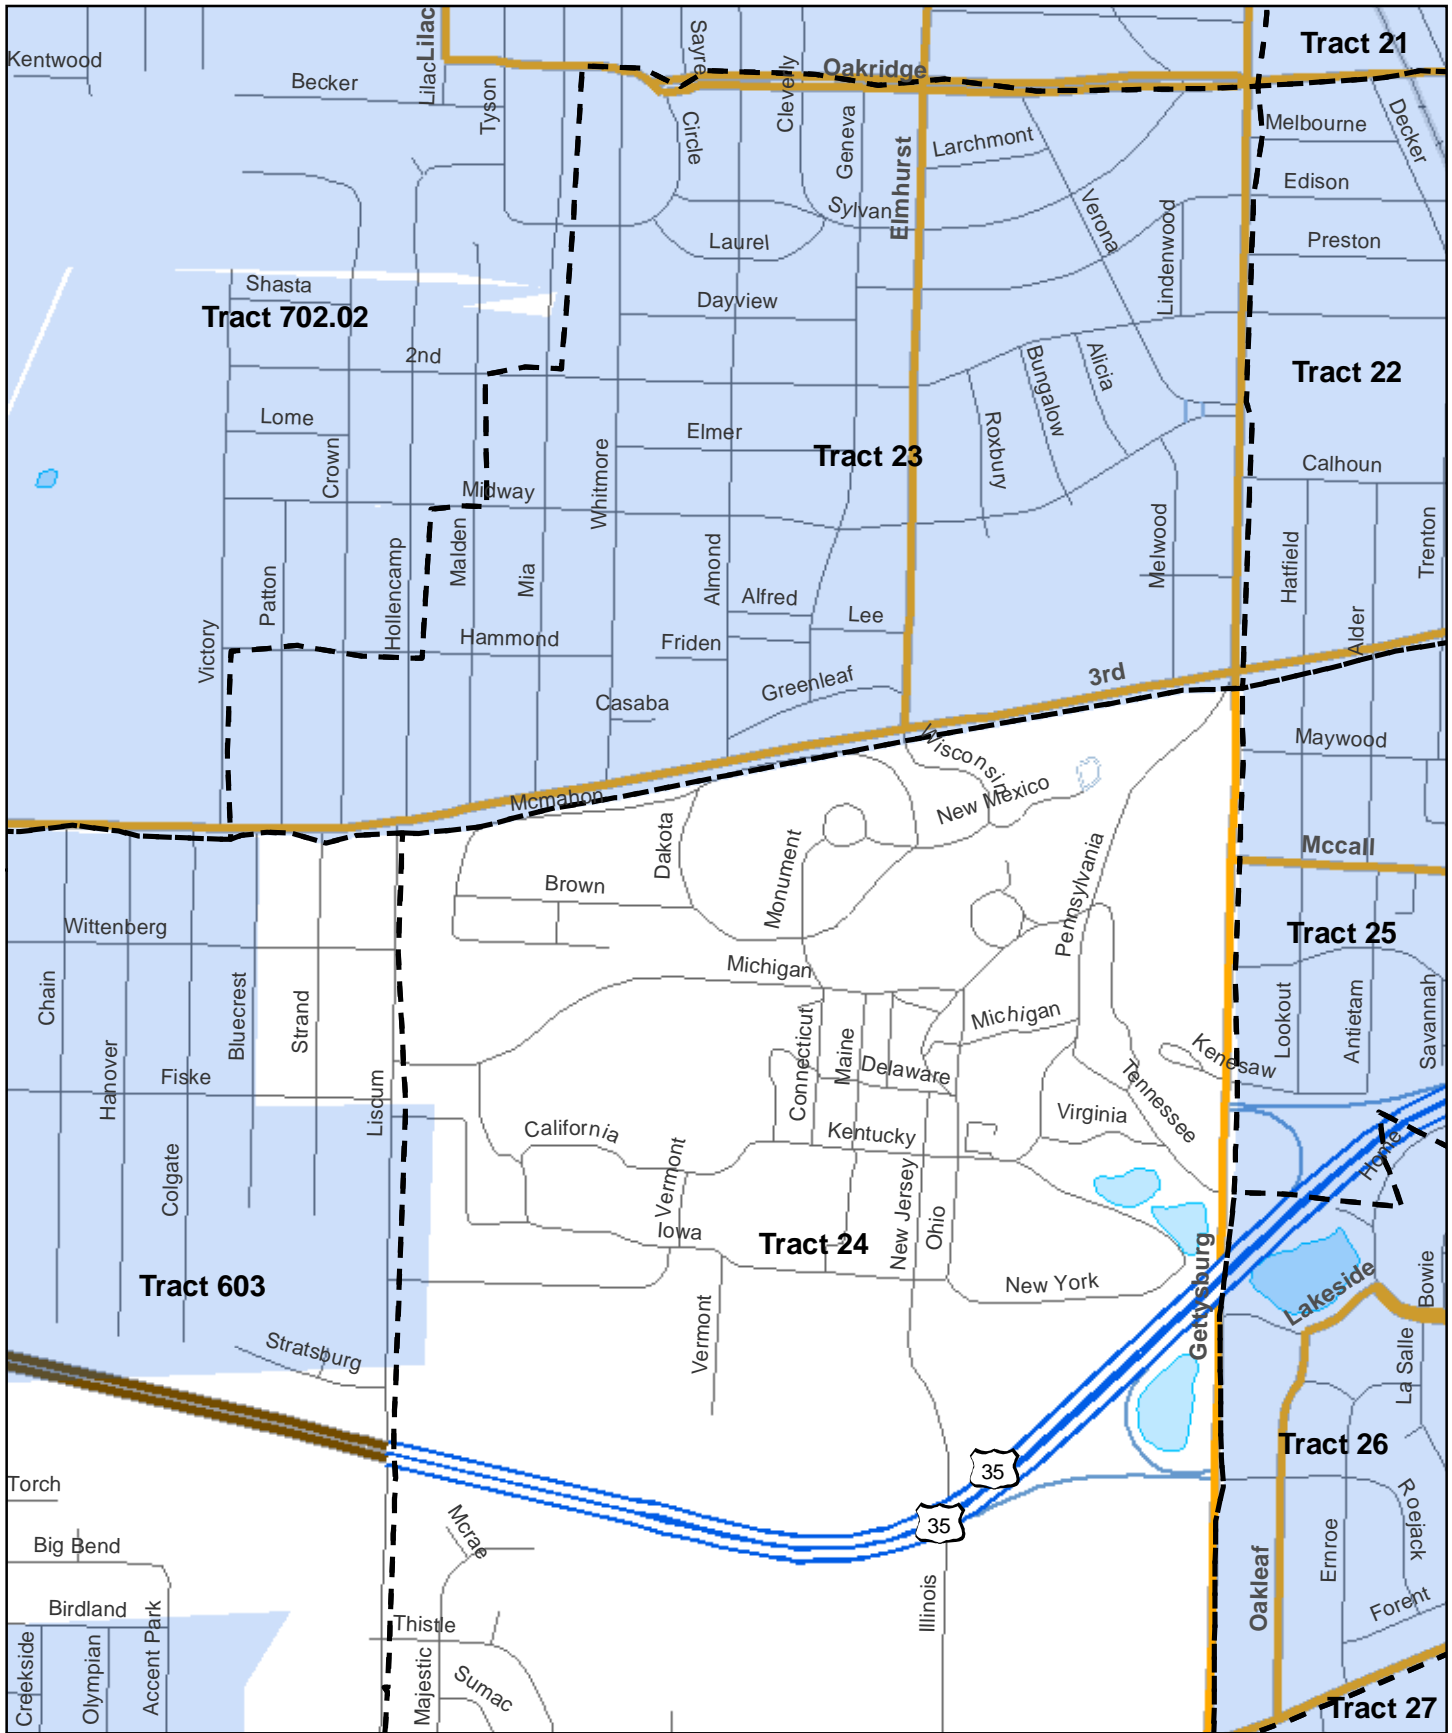 Tract 21
Lilac
Sayre
Kentwood
Oakridge
Lilac
Becker
Cleverly
Tyson
Circle
Geneva
Larchmont
Melbourne
Decker
Elmhurst
Edison
Sylvan
Verona
Lindenwood
Laurel
Preston
Shasta
Dayview
Tract 702.02
2nd
Bungalow
Alicia
Tract 22
Lome
Elmer
Roxbury
Tract 23
Crown
Whitmore
Calhoun
Midway
Malden
Melwood
Trenton
Hatfield
Mia
Almond
Patton
Hollencamp
Alfred
Lee
Alder
Victory
Hammond
Friden
3rd
Greenleaf
Casaba
Wisconsin
Maywood
Mcmahon
New Mexico
Dakota
Mccall
Monument
Brown
Pennsylvania
Wittenberg
Tract 25
Michigan
Chain
Bluecrest
Strand
Michigan
Lookout
Antietam
Savannah
Connecticut
Maine
Hanover
Fiske
Delaware
Kenesaw
Liscum
Tennessee
Virginia
California
Kentucky
Home
Colgate
Vermont
New Jersey
Ohio
Iowa
Tract 24
Gettysburg
Lakeside
Bowie
Tract 603
New York
Vermont
Stratsburg
La Salle
Tract 26
35
Torch
35
Roejack
Mcrae
Big Bend
Ernroe
Oakleaf
Illinois
Birdland
Accent Park
Thistle
Forent
Creekside
Olympian
Majestic
Sumac
Tract 27